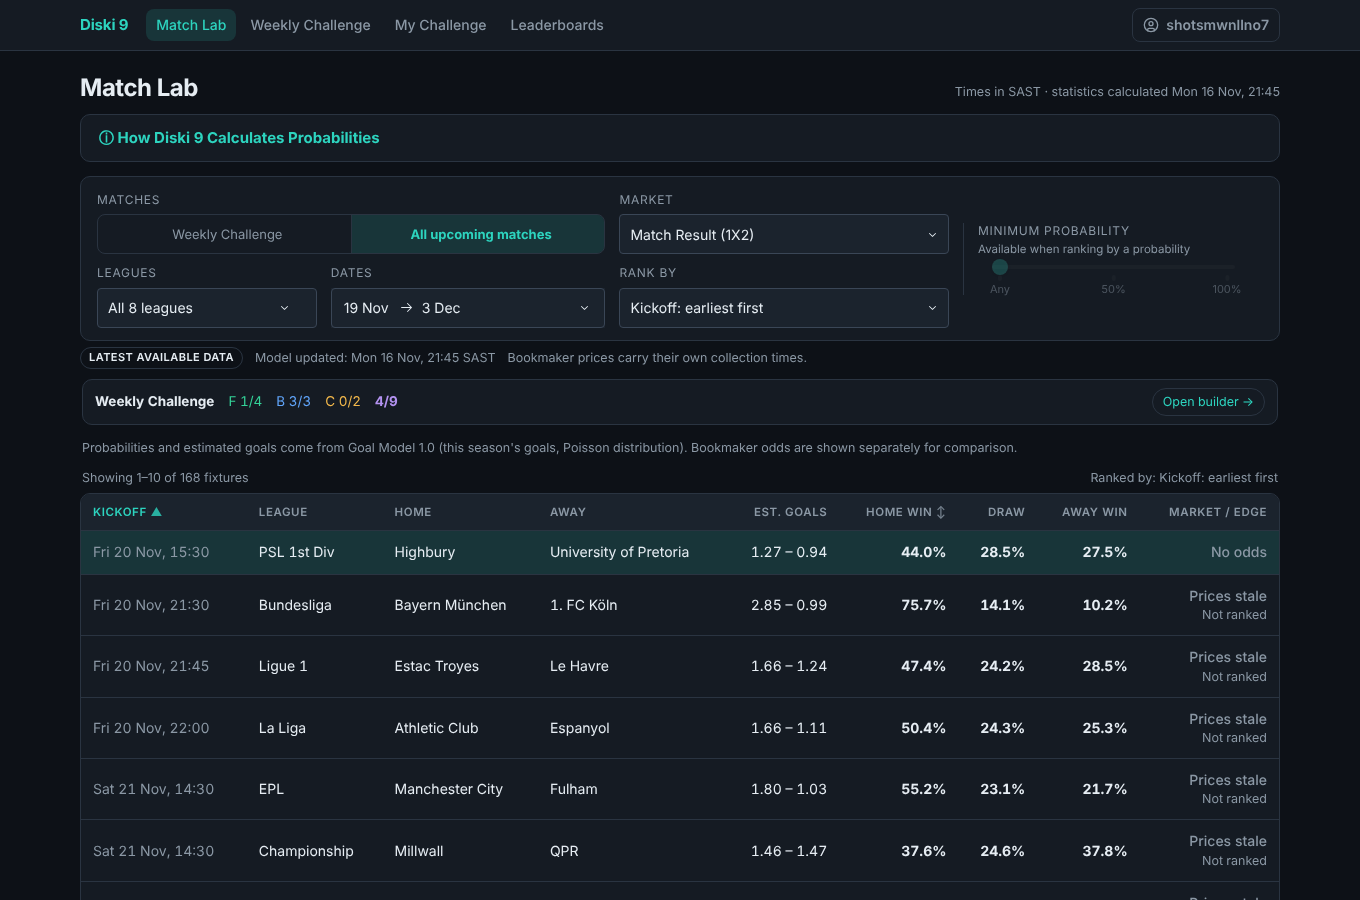 Diski 9 Match Lab Weekly Challenge My Challenge Leaderboards shotsmwnllno7
Match Lab
Times in SAST · statistics calculated Mon 16 Nov, 21:45
ⓘ How Diski 9 Calculates Probabilities
MATCHES
Weekly Challenge All upcoming matches
MARKET
Match Result (1X2)
LEAGUES
All 8 leagues
DATES
19 Nov → 3 Dec
RANK BY
Kickoff: earliest first
MINIMUM PROBABILITY
Available when ranking by a probability
Any 50% 100%
LATEST AVAILABLE DATA Model updated: Mon 16 Nov, 21:45 SAST Bookmaker prices carry their own collection times.
Weekly Challenge F 1/4 B 3/3 C 0/2 4/9 Open builder →
Probabilities and estimated goals come from Goal Model 1.0 (this season's goals, Poisson distribution). Bookmaker odds are shown separately for comparison.
Showing 1–10 of 168 fixtures Ranked by: Kickoff: earliest first
KICKOFF ▲ LEAGUE HOME AWAY EST. GOALS HOME WIN ↕ DRAW AWAY WIN MARKET / EDGE
Fri 20 Nov, 15:30 PSL 1st Div Highbury University of Pretoria 1.27 – 0.94 44.0% 28.5% 27.5% No odds
Fri 20 Nov, 21:30 Bundesliga Bayern München 1. FC Köln 2.85 – 0.99 75.7% 14.1% 10.2% Prices stale
Not ranked
Fri 20 Nov, 21:45 Ligue 1 Estac Troyes Le Havre 1.66 – 1.24 47.4% 24.2% 28.5% Prices stale
Not ranked
Fri 20 Nov, 22:00 La Liga Athletic Club Espanyol 1.66 – 1.11 50.4% 24.3% 25.3% Prices stale
Not ranked
Sat 21 Nov, 14:30 EPL Manchester City Fulham 1.80 – 1.03 55.2% 23.1% 21.7% Prices stale
Not ranked
Sat 21 Nov, 14:30 Championship Millwall QPR 1.46 – 1.47 37.6% 24.6% 37.8% Prices stale
Not ranked